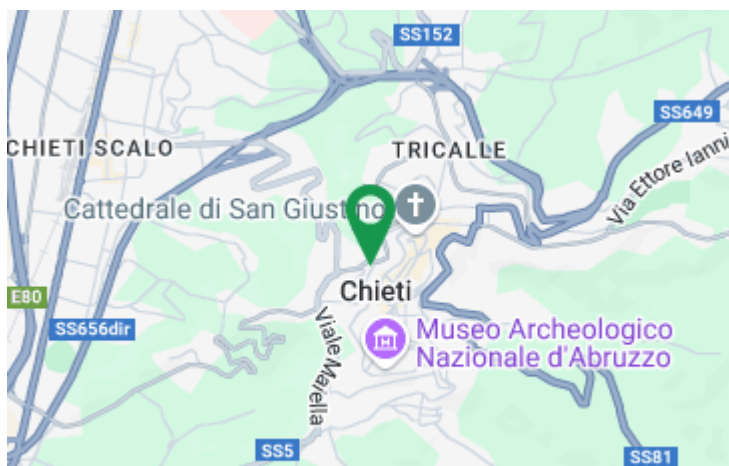 SS152
SS649
CHIETI SCALO
TRICALLE
Via Ettore Ianni
Cattedrale di San Giustino
E80
Chieti
SS656dir
Viale Maiella
Museo Archeologico
Nazionale d'Abruzzo
SS5
SS81